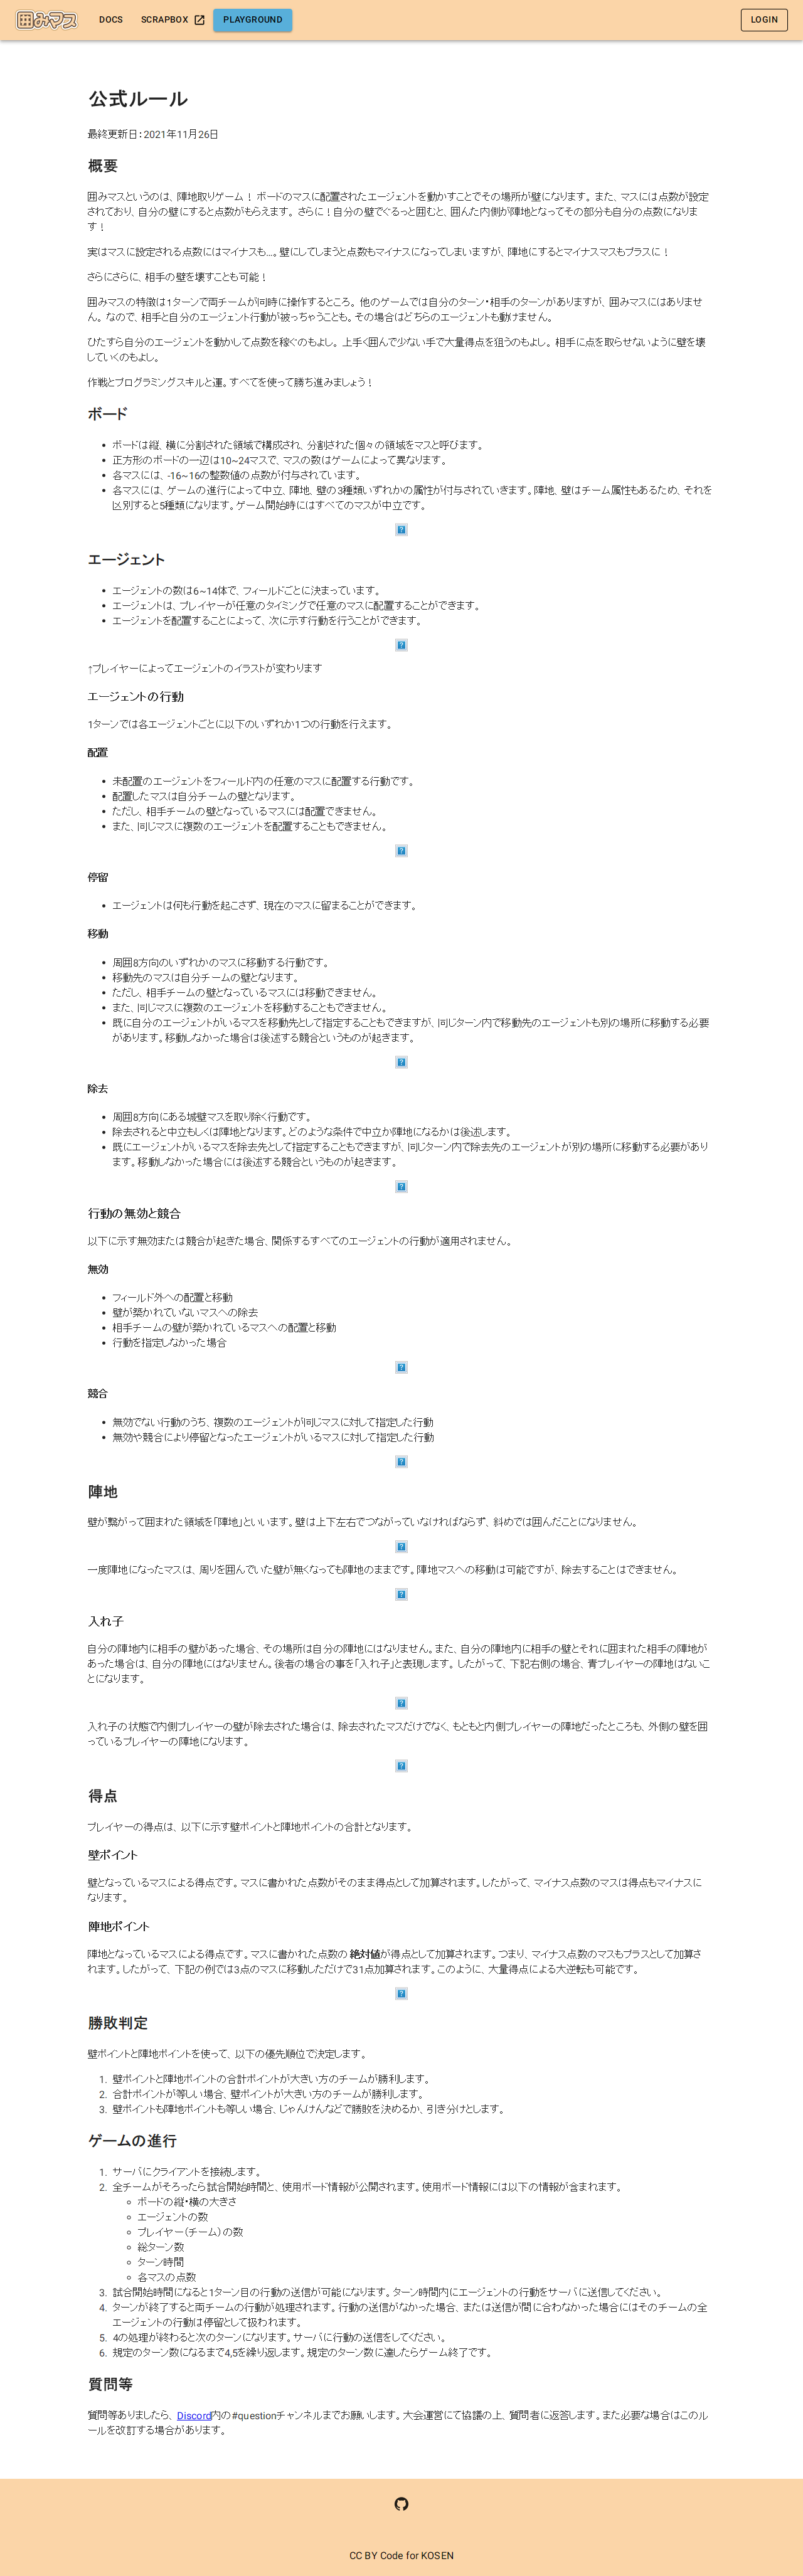 囲みマス DOCS SCRAPBOX PLAYGROUND LOGIN
公式ルール
最終更新日：2021年11月26日
概要
囲みマスというのは、陣地取りゲーム！ ボードのマスに配置されたエージェントを動かすことでその場所が壁になります。また、マスには点数が設定
されており、自分の壁にすると点数がもらえます。さらに！自分の壁でぐるっと囲むと、囲んだ内側が陣地となってその部分も自分の点数になりま
す！
実はマスに設定される点数にはマイナスも...。壁にしてしまうと点数もマイナスになってしまいますが、陣地にするとマイナスマスもプラスに！
さらにさらに、相手の壁を壊すことも可能！
囲みマスの特徴は1ターンで両チームが同時に操作するところ。他のゲームでは自分のターン・相手のターンがありますが、囲みマスにはありませ
ん。なので、相手と自分のエージェント行動が被っちゃうことも。その場合はどちらのエージェントも動けません。
ひたすら自分のエージェントを動かして点数を稼ぐのもよし。上手く囲んで少ない手で大量得点を狙うのもよし。相手に点を取らせないように壁を壊
していくのもよし。
作戦とプログラミングスキルと運。すべてを使って勝ち進みましょう！
ボード
• ボードは縦、横に分割された領域で構成され、分割された個々の領域をマスと呼びます。
• 正方形のボードの一辺は10~24マスで、マスの数はゲームによって異なります。
• 各マスには、-16~16の整数値の点数が付与されています。
• 各マスには、ゲームの進行によって中立、陣地、壁の3種類いずれかの属性が付与されていきます。陣地、壁はチーム属性もあるため、それを
区別すると5種類になります。ゲーム開始時にはすべてのマスが中立です。
エージェント
• エージェントの数は6~14体で、フィールドごとに決まっています。
• エージェントは、プレイヤーが任意のタイミングで任意のマスに配置することができます。
• エージェントを配置することによって、次に示す行動を行うことができます。
↑プレイヤーによってエージェントのイラストが変わります
エージェントの行動
1ターンでは各エージェントごとに以下のいずれか1つの行動を行えます。
配置
• 未配置のエージェントをフィールド内の任意のマスに配置する行動です。
• 配置したマスは自分チームの壁となります。
• ただし、相手チームの壁となっているマスには配置できません。
• また、同じマスに複数のエージェントを配置することもできません。
停留
• エージェントは何も行動を起こさず、現在のマスに留まることができます。
移動
• 周囲8方向のいずれかのマスに移動する行動です。
• 移動先のマスは自分チームの壁となります。
• ただし、相手チームの壁となっているマスには移動できません。
• また、同じマスに複数のエージェントを移動することもできません。
• 既に自分のエージェントがいるマスを移動先として指定することもできますが、同じターン内で移動先のエージェントも別の場所に移動する必要
があります。移動しなかった場合は後述する競合というものが起きます。
除去
• 周囲8方向にある城壁マスを取り除く行動です。
• 除去されると中立もしくは陣地となります。どのような条件で中立か陣地になるかは後述します。
• 既にエージェントがいるマスを除去先として指定することもできますが、同じターン内で除去先のエージェントが別の場所に移動する必要があり
ます。移動しなかった場合には後述する競合というものが起きます。
行動の無効と競合
以下に示す無効または競合が起きた場合、関係するすべてのエージェントの行動が適用されません。
無効
• フィールド外への配置と移動
• 壁が築かれていないマスへの除去
• 相手チームの壁が築かれているマスへの配置と移動
• 行動を指定しなかった場合
競合
• 無効でない行動のうち、複数のエージェントが同じマスに対して指定した行動
• 無効や競合により停留となったエージェントがいるマスに対して指定した行動
陣地
壁が繋がって囲まれた領域を「陣地」といいます。壁は上下左右でつながっていなければならず、斜めでは囲んだことになりません。
一度陣地になったマスは、周りを囲んでいた壁が無くなっても陣地のままです。陣地マスへの移動は可能ですが、除去することはできません。
入れ子
自分の陣地内に相手の壁があった場合、その場所は自分の陣地にはなりません。また、自分の陣地内に相手の壁とそれに囲まれた相手の陣地が
あった場合は、自分の陣地にはなりません。後者の場合の事を「入れ子」と表現します。したがって、下記右側の場合、青プレイヤーの陣地はないこ
とになります。
入れ子の状態で内側プレイヤーの壁が除去された場合は、除去されたマスだけでなく、もともと内側プレイヤーの陣地だったところも、外側の壁を囲
っているプレイヤーの陣地になります。
得点
プレイヤーの得点は、以下に示す壁ポイントと陣地ポイントの合計となります。
壁ポイント
壁となっているマスによる得点です。マスに書かれた点数がそのまま得点として加算されます。したがって、マイナス点数のマスは得点もマイナスに
なります。
陣地ポイント
陣地となっているマスによる得点です。マスに書かれた点数の 絶対値が得点として加算されます。つまり、マイナス点数のマスもプラスとして加算さ
れます。したがって、下記の例では3点のマスに移動しただけで31点加算されます。このように、大量得点による大逆転も可能です。
勝敗判定
壁ポイントと陣地ポイントを使って、以下の優先順位で決定します。
1. 壁ポイントと陣地ポイントの合計ポイントが大きい方のチームが勝利します。
2. 合計ポイントが等しい場合、壁ポイントが大きい方のチームが勝利します。
3. 壁ポイントも陣地ポイントも等しい場合、じゃんけんなどで勝敗を決めるか、引き分けとします。
ゲームの進行
1. サーバにクライアントを接続します。
2. 全チームがそろったら試合開始時間と、使用ボード情報が公開されます。使用ボード情報には以下の情報が含まれます。
◦ ボードの縦・横の大きさ
◦ エージェントの数
◦ プレイヤー（チーム）の数
◦ 総ターン数
◦ ターン時間
◦ 各マスの点数
3. 試合開始時間になると1ターン目の行動の送信が可能になります。ターン時間内にエージェントの行動をサーバに送信してください。
4. ターンが終了すると両チームの行動が処理されます。行動の送信がなかった場合、または送信が間に合わなかった場合にはそのチームの全
エージェントの行動は停留として扱われます。
5. 4の処理が終わると次のターンになります。サーバに行動の送信をしてください。
6. 規定のターン数になるまで4,5を繰り返します。規定のターン数に達したらゲーム終了です。
質問等
質問等ありましたら、Discord内の#questionチャンネルまでお願いします。大会運営にて協議の上、質問者に返答します。また必要な場合はこのル
ールを改訂する場合があります。
CC BY Code for KOSEN